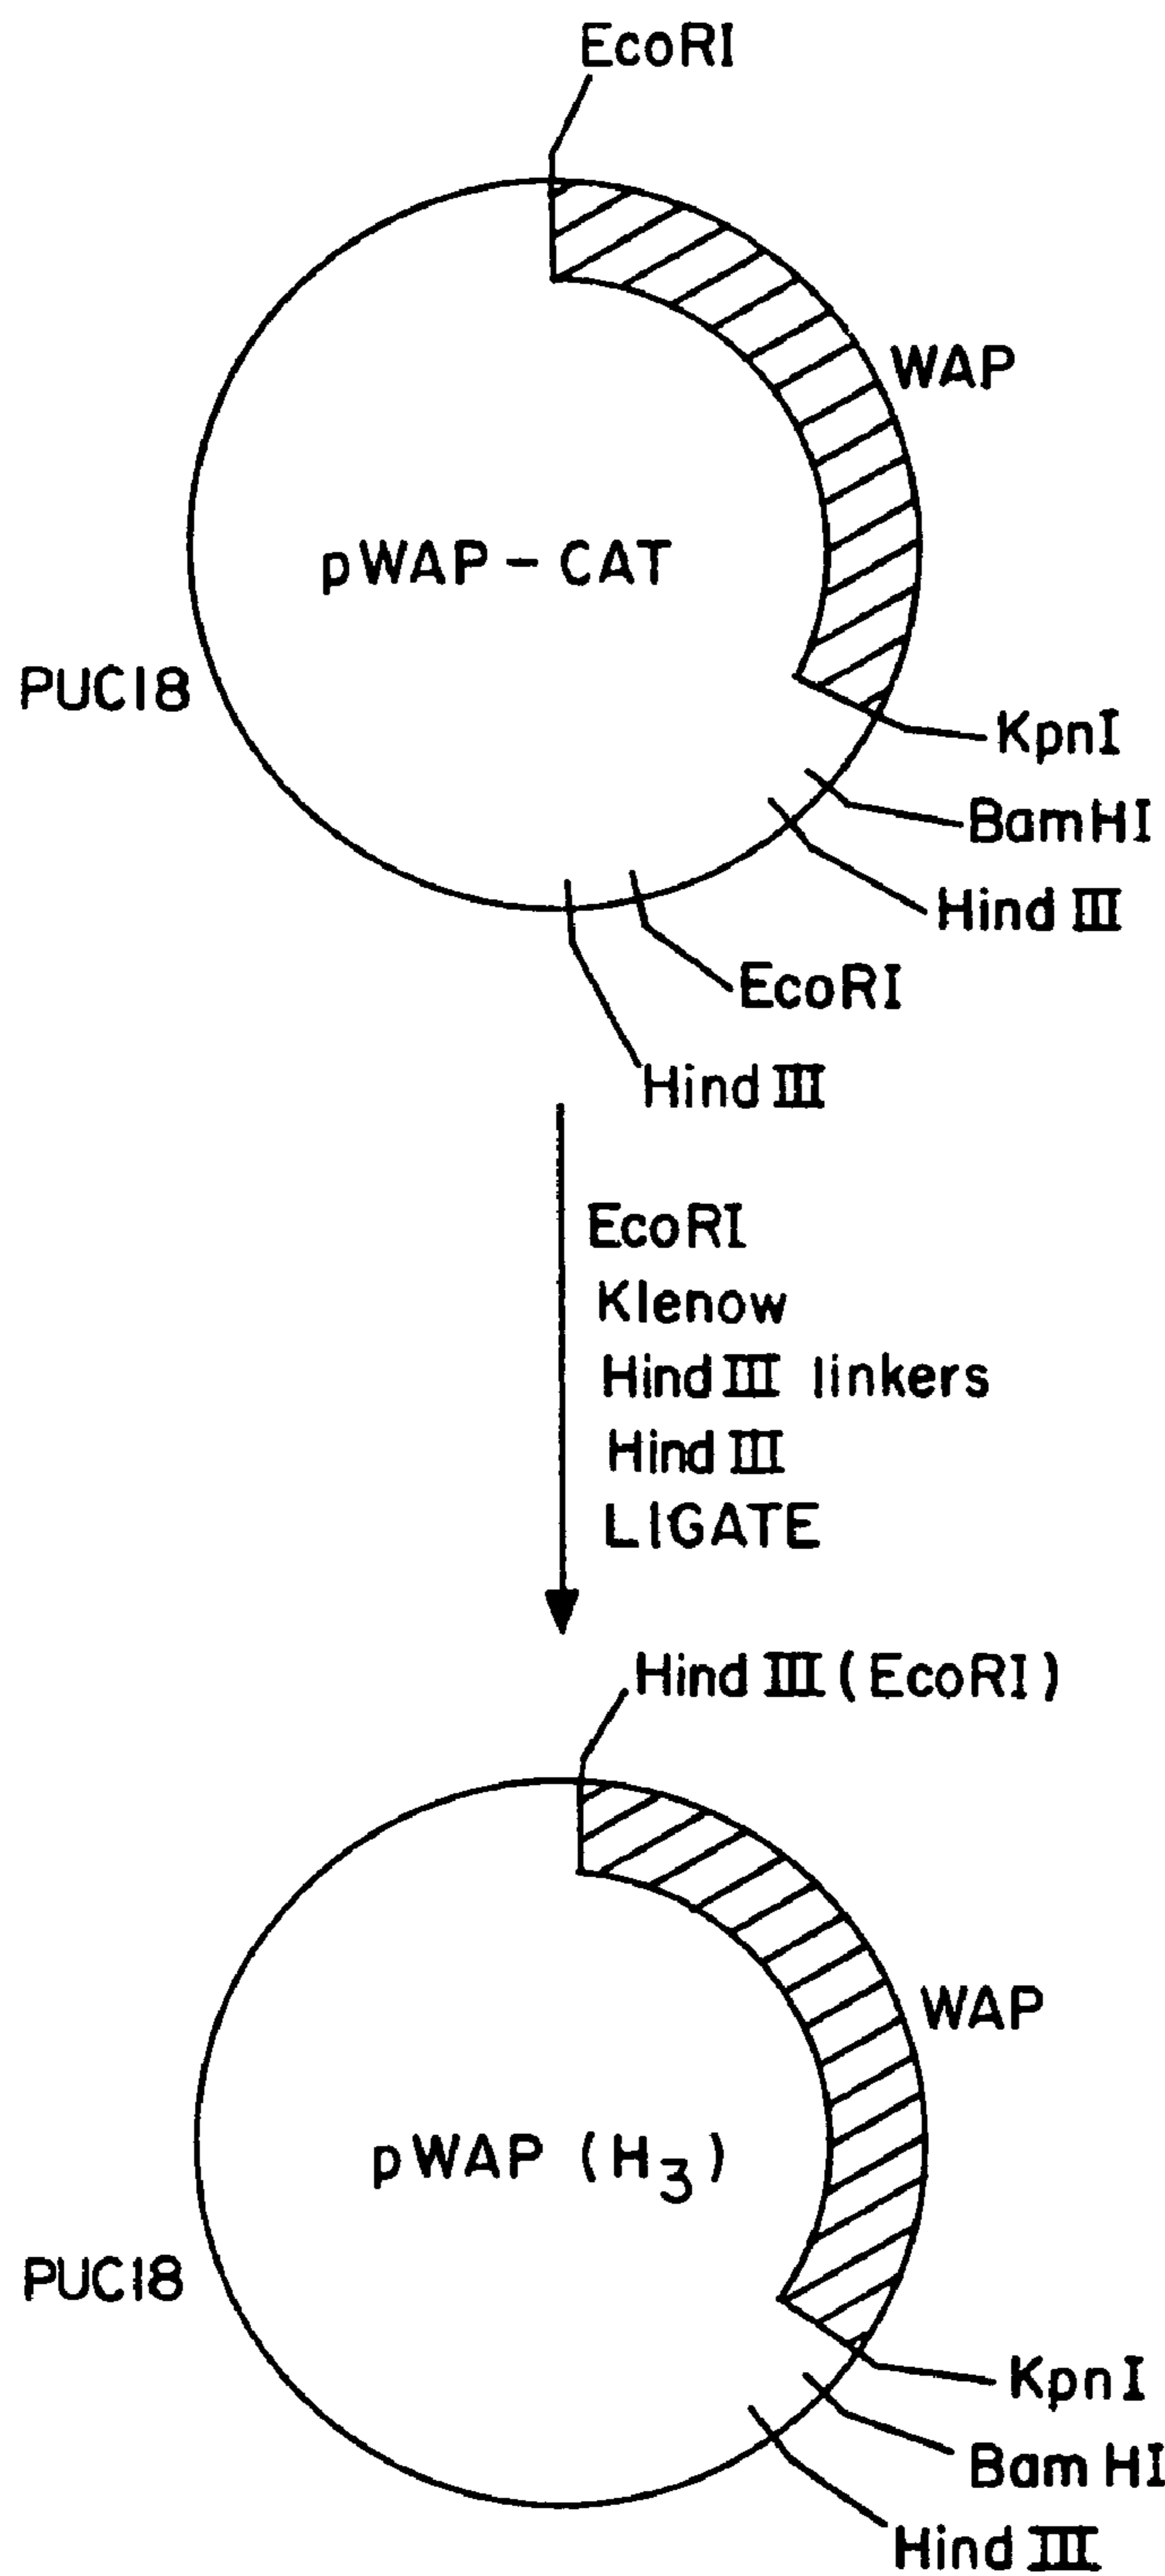 EcoRI
WAP
pWAP - CAT
PUC18
KpnI
BamHI
Hind III
EcoRI
Hind III
EcoRI
Klenow
Hind III linkers
Hind III
LIGATE
Hind III (EcoRI)
WAP
pWAP (H3)
PUC18
KpnI
Bam HI
Hind III